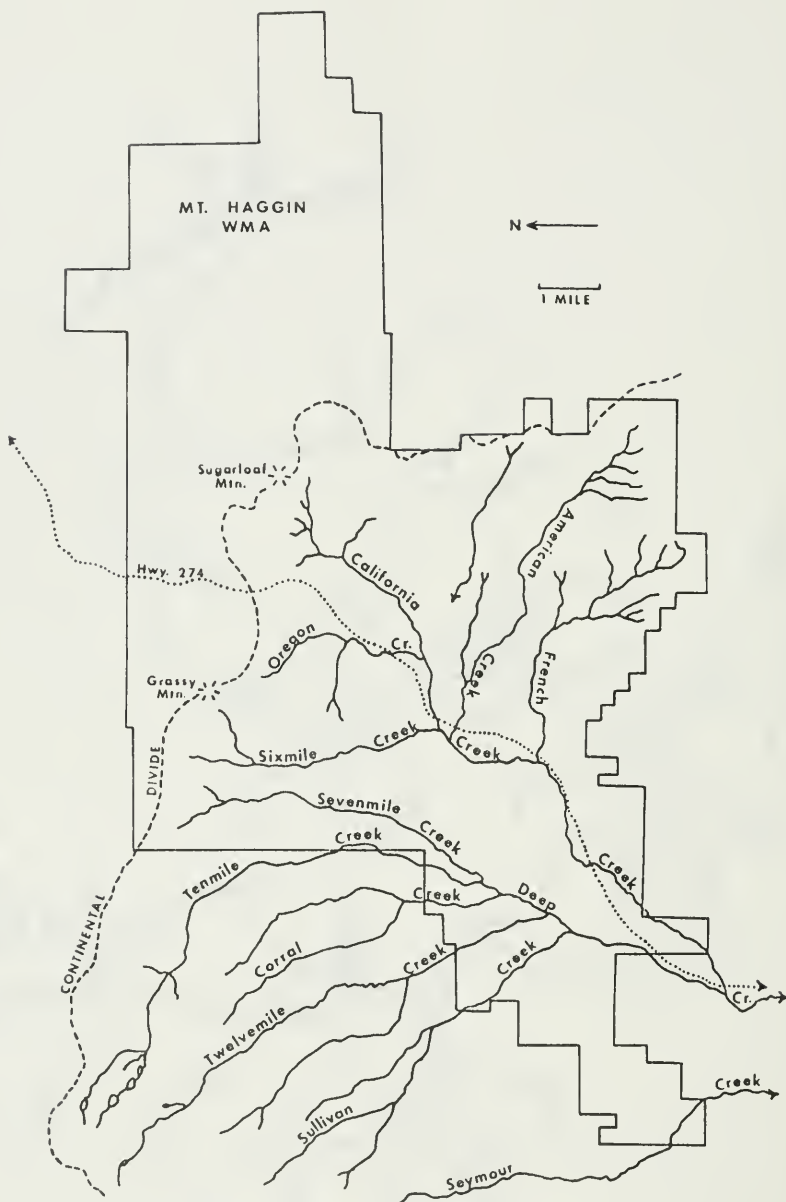 MT. HAGGIN
WMA
N
1 MILE
Sugarloaf
Mtn.
Hwy. 274
California
American
Oregon
Cr.
Creek
French
Grassy
Mtn.
Sixmile
Creek
Creek
DIVIDE
Sevenmile
Creek
Creek
Tenmile
Creek
Deep
Creek
Corral
Creek
Creek
CONTINENTAL
Twelvemile
Cr.
Sullivan
Creek
Seymour